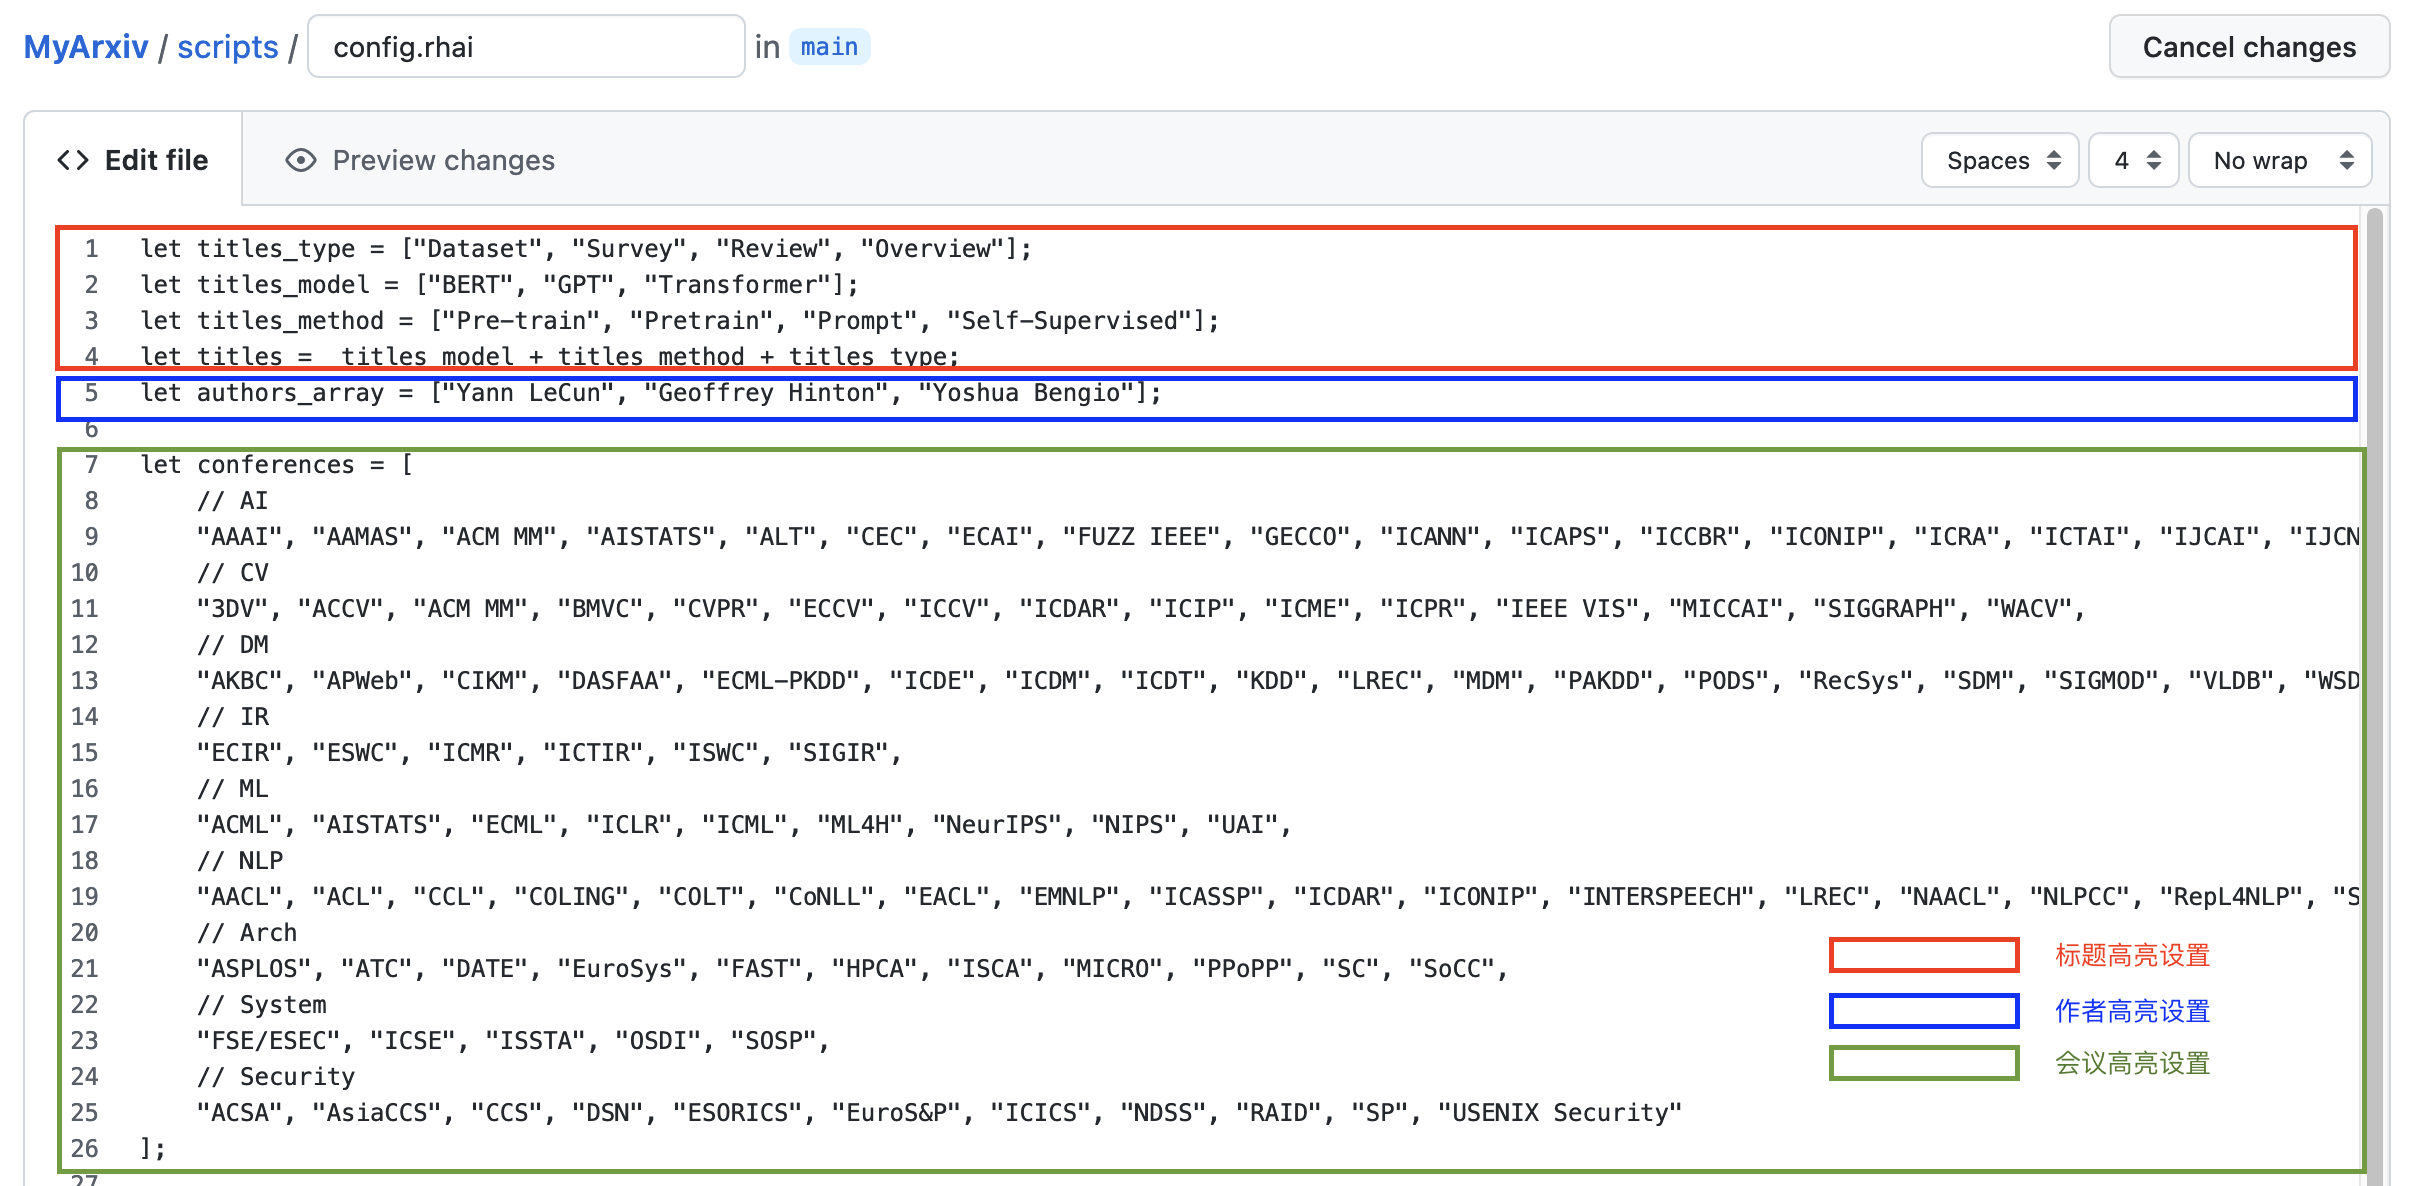 MyArxiv / scripts / config.rhai in main Cancel changes
Edit file Preview changes Spaces 4 No wrap
1 let titles_type = ["Dataset", "Survey", "Review", "Overview"];
2 let titles_model = ["BERT", "GPT", "Transformer"];
3 let titles_method = ["Pre-train", "Pretrain", "Prompt", "Self-Supervised"];
4 let titles =  titles_model + titles_method + titles_type;
5 let authors_array = ["Yann LeCun", "Geoffrey Hinton", "Yoshua Bengio"];
6
7 let conferences = [
8 // AI
9 "AAAI", "AAMAS", "ACM MM", "AISTATS", "ALT", "CEC", "ECAI", "FUZZ IEEE", "GECCO", "ICANN", "ICAPS", "ICCBR", "ICONIP", "ICRA", "ICTAI", "IJCAI", "IJCN
10 // CV
11 "3DV", "ACCV", "ACM MM", "BMVC", "CVPR", "ECCV", "ICCV", "ICDAR", "ICIP", "ICME", "ICPR", "IEEE VIS", "MICCAI", "SIGGRAPH", "WACV",
12 // DM
13 "AKBC", "APWeb", "CIKM", "DASFAA", "ECML-PKDD", "ICDE", "ICDM", "ICDT", "KDD", "LREC", "MDM", "PAKDD", "PODS", "RecSys", "SDM", "SIGMOD", "VLDB", "WSD
14 // IR
15 "ECIR", "ESWC", "ICMR", "ICTIR", "ISWC", "SIGIR",
16 // ML
17 "ACML", "AISTATS", "ECML", "ICLR", "ICML", "ML4H", "NeurIPS", "NIPS", "UAI",
18 // NLP
19 "AACL", "ACL", "CCL", "COLING", "COLT", "CoNLL", "EACL", "EMNLP", "ICASSP", "ICDAR", "ICONIP", "INTERSPEECH", "LREC", "NAACL", "NLPCC", "RepL4NLP", "S
20 // Arch
21 "ASPLOS", "ATC", "DATE", "EuroSys", "FAST", "HPCA", "ISCA", "MICRO", "PPoPP", "SC", "SoCC",
22 // System
23 "FSE/ESEC", "ICSE", "ISSTA", "OSDI", "SOSP",
24 // Security
25 "ACSA", "AsiaCCS", "CCS", "DSN", "ESORICS", "EuroS&P", "ICICS", "NDSS", "RAID", "SP", "USENIX Security"
26 ];
27
标题高亮设置
作者高亮设置
会议高亮设置